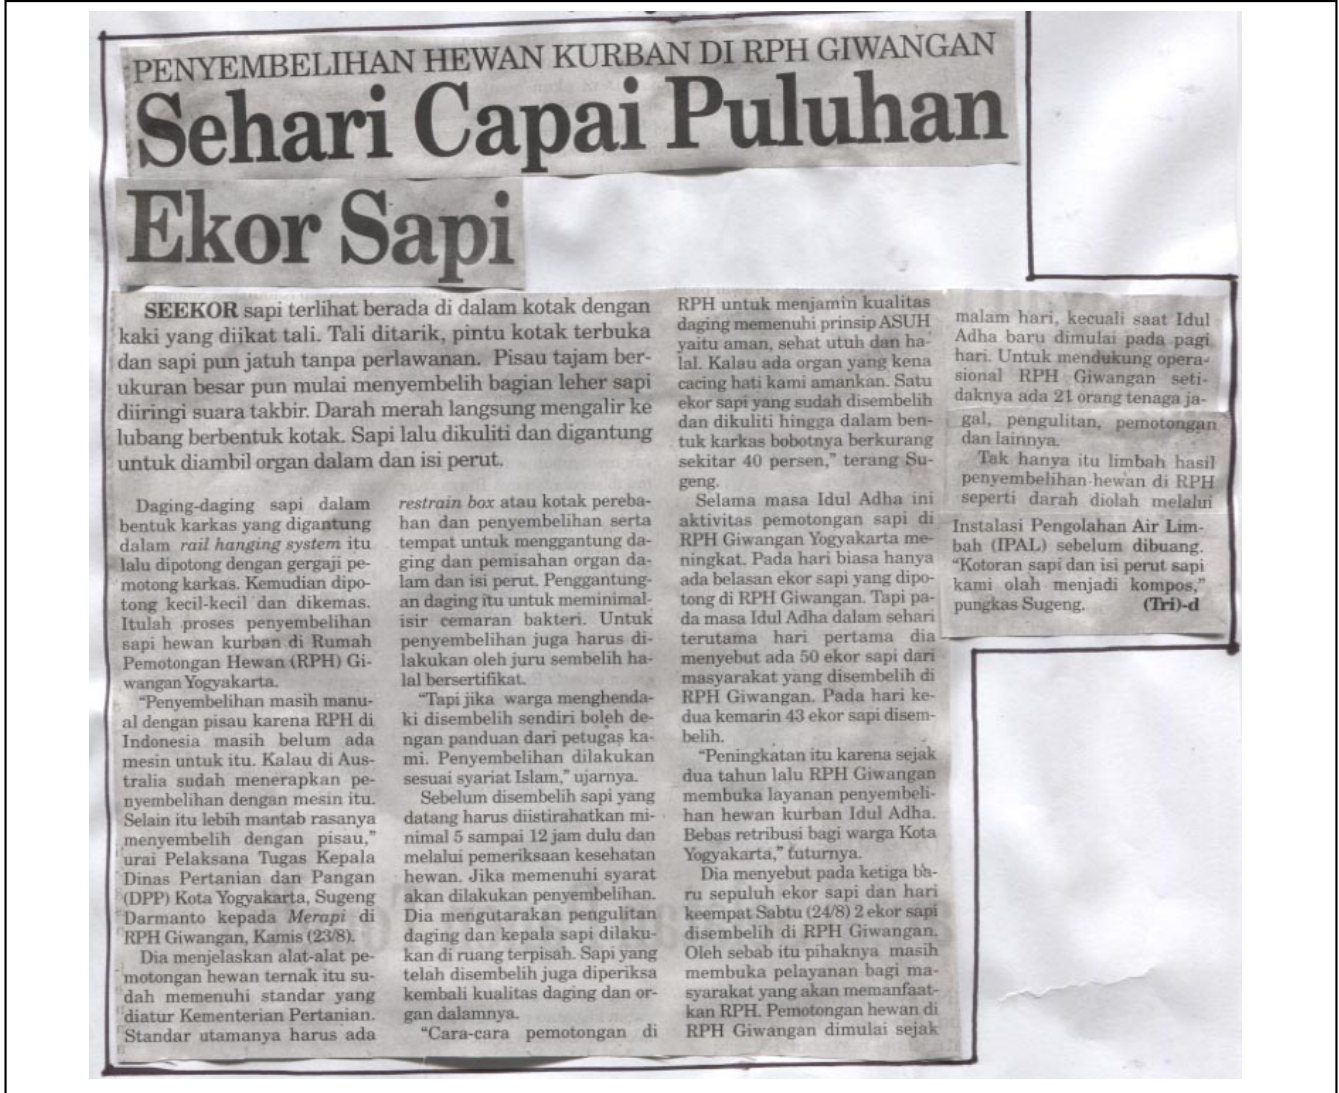 PENYEMBELIHAN HEWAN KURBAN DI RPH GIWANGAN
Sehari Capai Puluhan
Ekor Sapi
SEEKOR sapi terlihat berada di dalam kotak dengan
kaki yang diikat tali. Tali ditarik, pintu kotak terbuka
dan sapi pun jatuh tanpa perlawanan. Pisau tajam ber-
ukuran besar pun mulai menyembelih bagian leher sapi
diiringi suara takbir. Darah merah langsung mengalir ke
lubang berbentuk kotak. Sapi lalu dikuliti dan digantung
untuk diambil organ dalam dan isi perut.
Daging-daging sapi dalam
bentuk karkas yang digantung
dalam rail hanging system itu
lalu dipotong dengan gergaji pe-
motong karkas. Kemudian dipo-
tong kecil-kecil dan dikemas.
Itulah proses penyembelihan
sapi hewan kurban di Rumah
Pemotongan Hewan (RPH) Gi-
wangan Yogyakarta.
"Penyembelihan masih manu-
al dengan pisau karena RPH di
Indonesia masih belum ada
mesin untuk itu. Kalau di Aus-
tralia sudah menerapkan pe-
nyembelihan dengan mesin itu.
Selain itu lebih mantab rasanya
menyembelih dengan pisau,"
urai Pelaksana Tugas Kepala
Dinas Pertanian dan Pangan
(DPP) Kota Yogyakarta, Sugeng
Darmanto kepada Merapi di
RPH Giwangan, Kamis (23/8).
Dia menjelaskan alat-alat pe-
motongan hewan ternak itu su-
dah memenuhi standar yang
diatur Kementerian Pertanian.
Standar utamanya harus ada
restrain box atau kotak pereba-
han dan penyembelihan serta
tempat untuk menggantung da-
ging dan pemisahan organ da-
lam dan isi perut. Penggantung-
an daging itu untuk meminimal-
isir cemaran bakteri. Untuk
penyembelihan juga harus di-
lakukan oleh juru sembelih ha-
lal bersertifikat.
"Tapi jika warga menghenda-
ki disembelih sendiri boleh de-
ngan panduan dari petugas ka-
mi. Penyembelihan dilakukan
sesuai syariat Islam," ujarnya.
Sebelum disembelih sapi yang
datang harus diistirahatkan mi-
nimal 5 sampai 12 jam dulu dan
melalui pemeriksaan kesehatan
hewan. Jika memenuhi syarat
akan dilakukan penyembelihan.
Dia mengutarakan pengulitan
daging dan kepala sapi dilaku-
kan di ruang terpisah. Sapi yang
telah disembelih juga diperiksa
kembali kualitas daging dan or-
gan dalamnya.
"Cara-cara pemotongan di
RPH untuk menjamin kualitas
daging memenuhi prinsip ASUH
yaitu aman, sehat utuh dan ha-
lal. Kalau ada organ yang kena
cacing hati kami amankan. Satu
ekor sapi yang sudah disembelih
dan dikuliti hingga dalam ben-
tuk karkas bobotnya berkurang
sekitar 40 persen," terang Su-
geng.
Selama masa Idul Adha ini
aktivitas pemotongan sapi di
RPH Giwangan Yogyakarta me-
ningkat. Pada hari biasa hanya
ada belasan ekor sapi yang dipo-
tong di RPH Giwangan. Tapi pa-
da masa Idul Adha dalam sehari
terutama hari pertama dia
menyebut ada 50 ekor sapi dari
masyarakat yang disembelih di
RPH Giwangan. Pada hari ke-
dua kemarin 43 ekor sapi disem-
belih.
"Peningkatan itu karena sejak
dua tahun lalu RPH Giwangan
membuka layanan penyembeli-
han hewan kurban Idul Adha.
Bebas retribusi bagi warga Kota
Yogyakarta," tuturnya.
Dia menyebut pada ketiga ba-
ru sepuluh ekor sapi dan hari
keempat Sabtu (24/8) 2 ekor sapi
disembelih di RPH Giwangan.
Oleh sebab itu pihaknya masih
membuka pelayanan bagi ma-
syarakat yang akan memanfaat-
kan RPH. Pemotongan hewan di
RPH Giwangan dimulai sejak
malam hari, kecuali saat Idul
Adha baru dimulai pada pagi
hari. Untuk mendukung opera-
sional RPH Giwangan seti-
daknya ada 21 orang tenaga ja-
gal, pengulitan, pemotongan
dan lainnya.
Tak hanya itu limbah hasil
penyembelihan hewan di RPH
seperti darah diolah melalui
Instalasi Pengolahan Air Lim-
bah (IPAL) sebelum dibuang.
"Kotoran sapi dan isi perut sapi
kami olah menjadi kompos,"
pungkas Sugeng. (Tri)-d